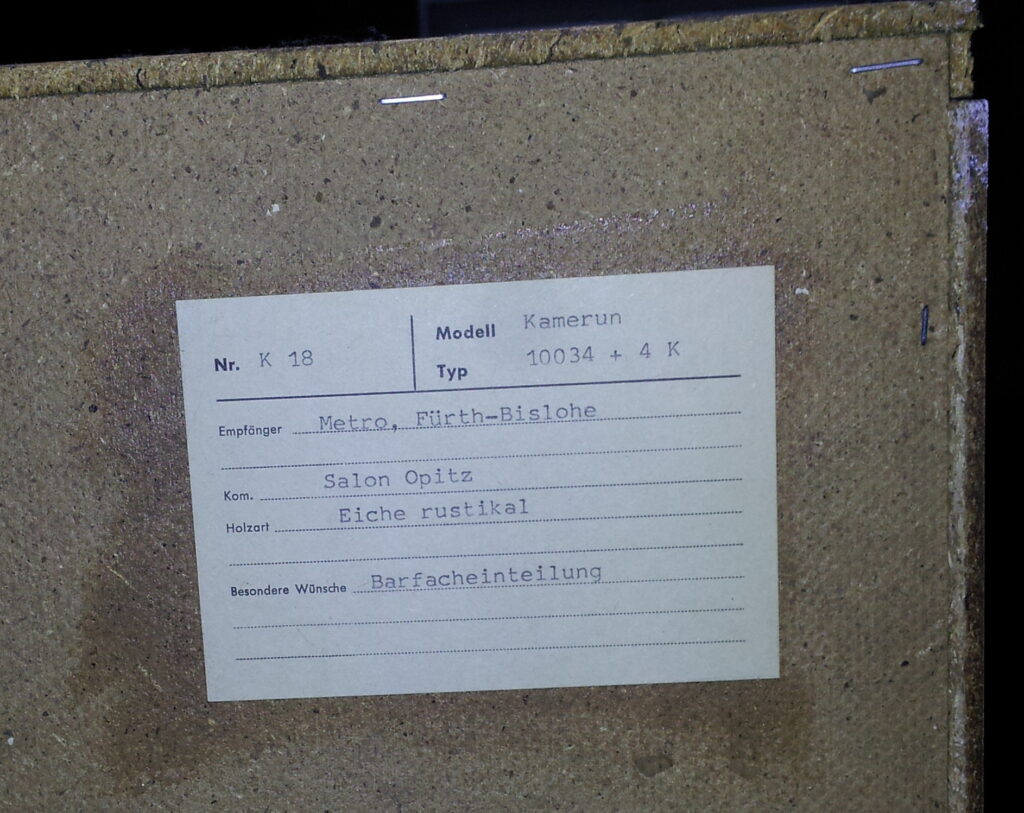 Nr. K 18
Modell Kamerun
Typ 10034 + 4 K
Empfänger Metro, Fürth-Bislohe
Kom. Salon Opitz
Holzart Eiche rustikal
Besondere Wünsche Barfacheinteilung